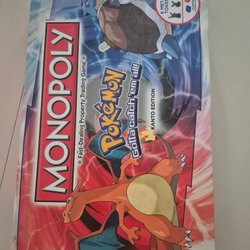 MONOPOLY
Fast-Dealing Property Trading Game
POKéMON
Gotta catch 'em all!
KANTO EDITION